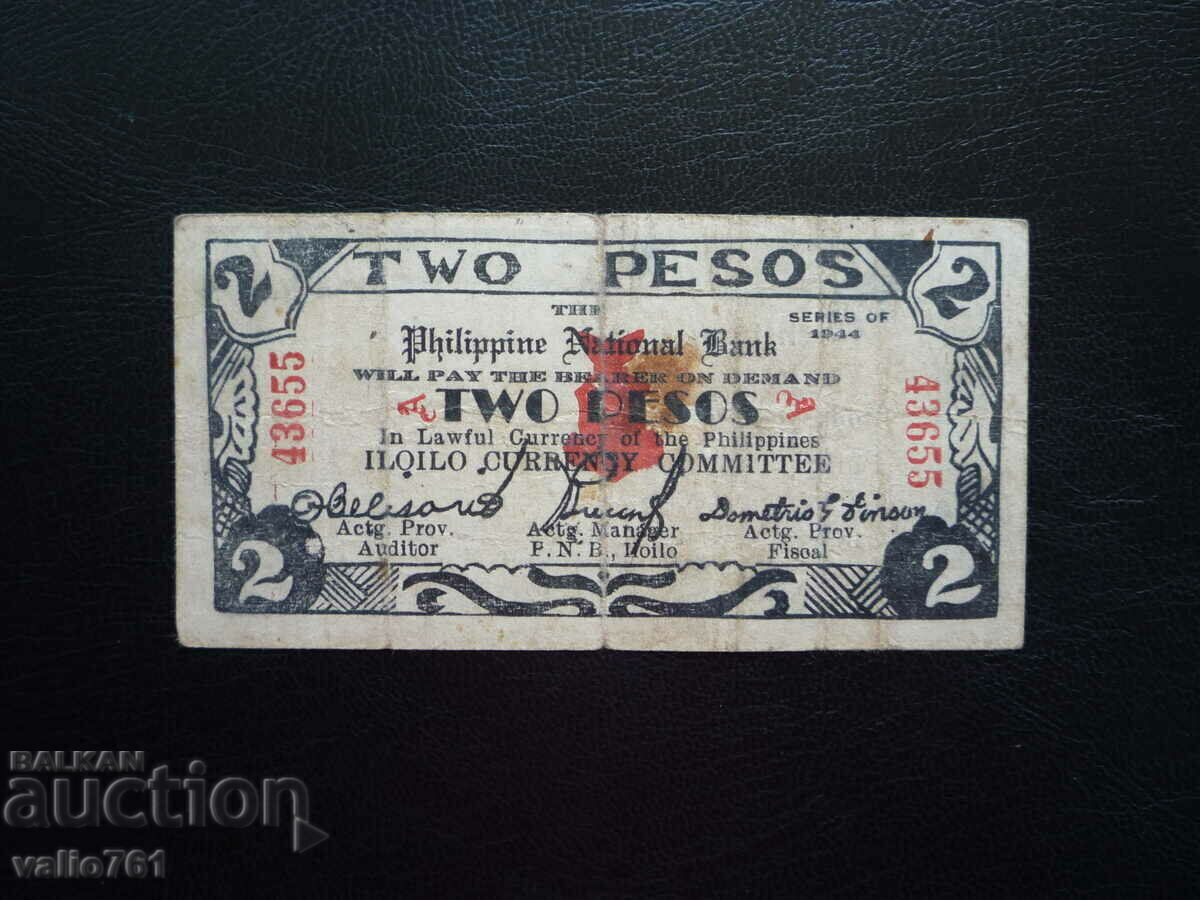 2 TWO PESOS 2
THE
SERIES OF
1944
Philippine National Bank
WILL PAY THE BEARER ON DEMAND
A TWO PESOS A
In Lawful Currency of the Philippines
ILOILO CURRENCY COMMITTEE
43655
43655
Demetrio
Actg. Prov.
Auditor
Actg. Manager
P. N. B., Iloilo
Actg. Prov.
Fiscal
2
2
BALKAN
auction
valio761